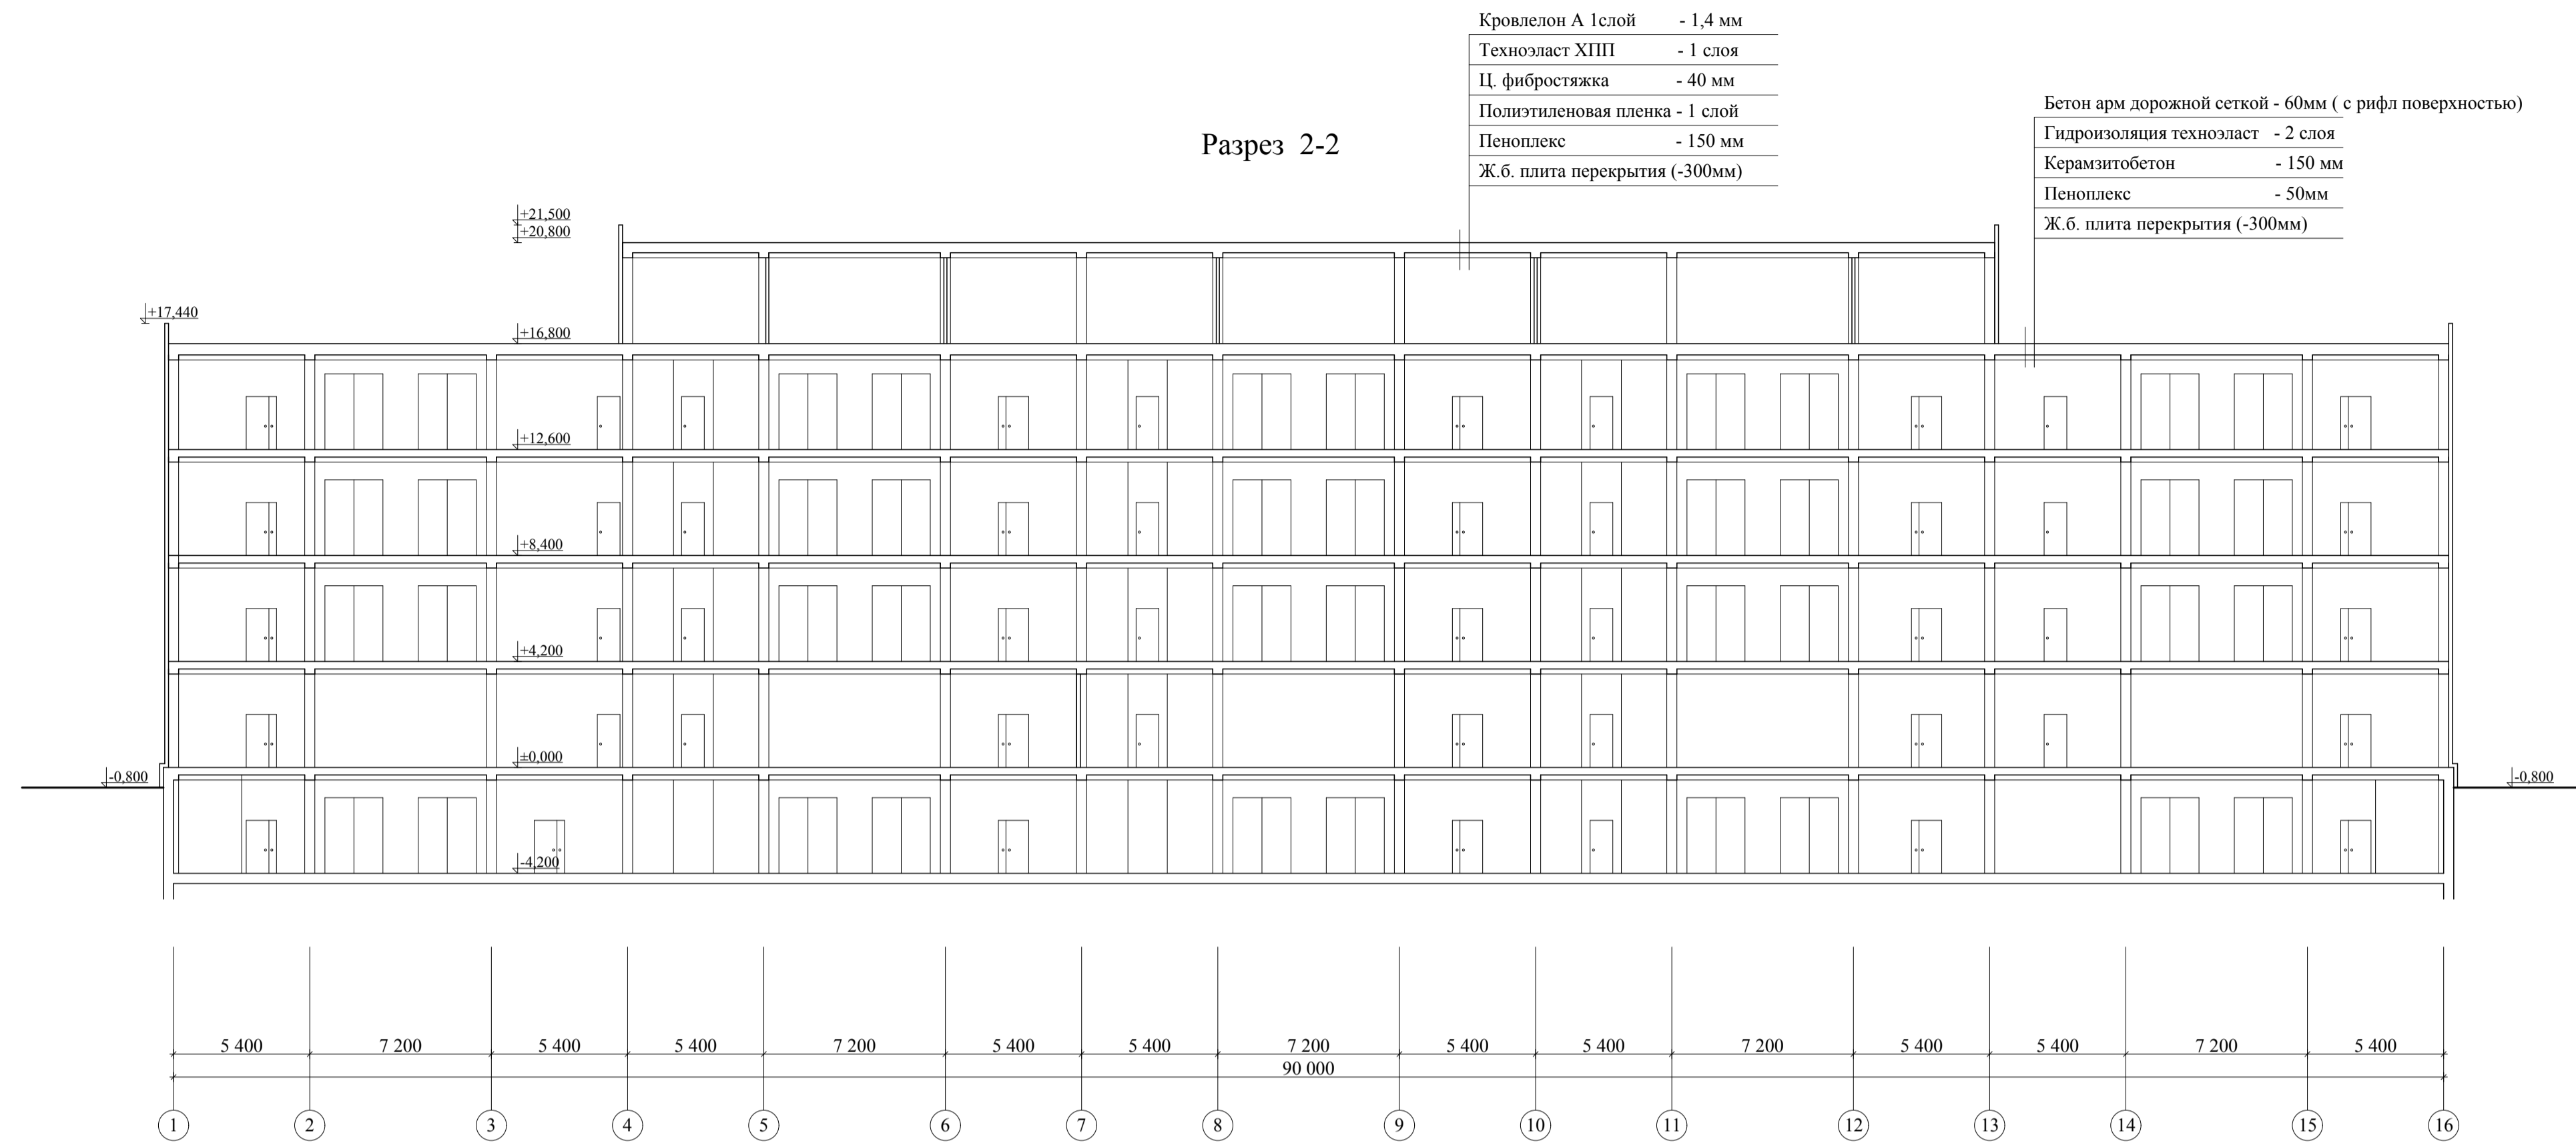 Кровлелон А 1слой - 1,4 мм
Техноэласт ХПП - 1 слоя
Ц. фибростяжка - 40 мм
Полиэтиленовая пленка - 1 слой
Пеноплекс - 150 мм
Ж.б. плита перекрытия (-300мм)
Бетон арм дорожной сеткой - 60мм ( с рифл поверхностью)
Гидроизоляция техноэласт - 2 слоя
Керамзитобетон - 150 мм
Пеноплекс - 50мм
Ж.б. плита перекрытия (-300мм)
Разрез 2-2
+21,500
+20,800
+17,440
+16,800
+12,600
+8,400
+4,200
±0,000
-0,800
-0,800
-4,200
5 400 7 200 5 400 5 400 7 200 5 400 5 400 7 200 5 400 5 400 7 200 5 400 5 400 7 200 5 400
90 000
1 2 3 4 5 6 7 8 9 10 11 12 13 14 15 16